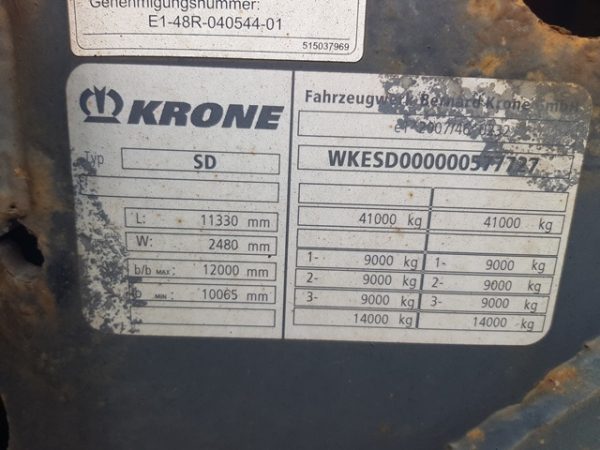 Genehmigungsnummer:
E1-48R-040544-01
515037969
KRONE
Fahrzeugwerk Bernard Krone GmbH
Typ SD
WKESD000000577727
L: 11330 mm
W: 2480 mm
b/b MAX: 12000 mm
b MIN: 10065 mm
41000 kg 41000 kg
1- 9000 kg 1- 9000 kg
2- 9000 kg 2- 9000 kg
3- 9000 kg 3- 9000 kg
14000 kg 14000 kg